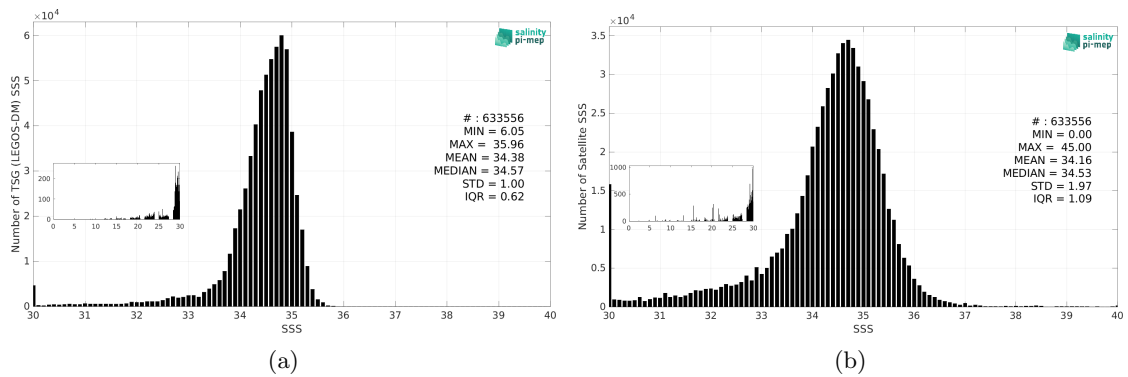 ×10⁴
6
5
4
3
2
1
0
Number of TSG (LEGOS-DM) SSS
salinity
pi-mep
# : 633556
MIN = 6.05
MAX = 35.96
MEAN = 34.38
MEDIAN = 34.57
STD = 1.00
IQR = 0.62
200
100
0
0 5 10 15 20 25 30
30 31 32 33 34 35 36 37 38 39 40
SSS
(a)
×10⁴
3.5
3
2.5
2
1.5
1
0.5
0
Number of Satellite SSS
salinity
pi-mep
# : 633556
MIN = 0.00
MAX = 45.00
MEAN = 34.16
MEDIAN = 34.53
STD = 1.97
IQR = 1.09
1000
500
0
0 5 10 15 20 25 30
30 31 32 33 34 35 36 37 38 39 40
SSS
(b)